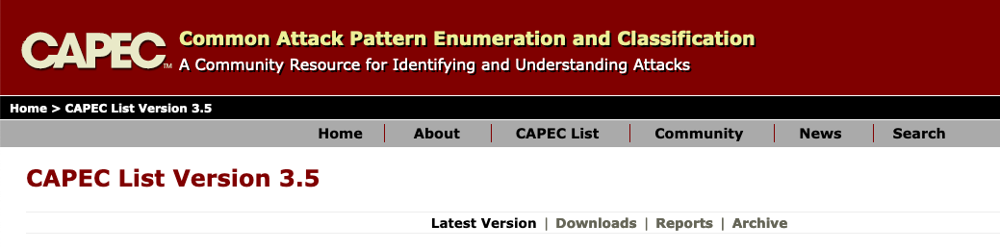 CAPEC™
Common Attack Pattern Enumeration and Classification
A Community Resource for Identifying and Understanding Attacks
Home > CAPEC List Version 3.5
Home | About | CAPEC List | Community | News | Search
CAPEC List Version 3.5
Latest Version | Downloads | Reports | Archive